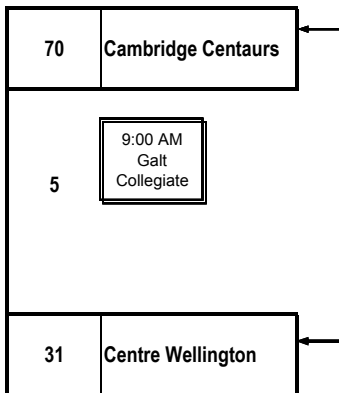 70 Cambridge Centaurs
9:00 AM
Galt
Collegiate
5
31 Centre Wellington